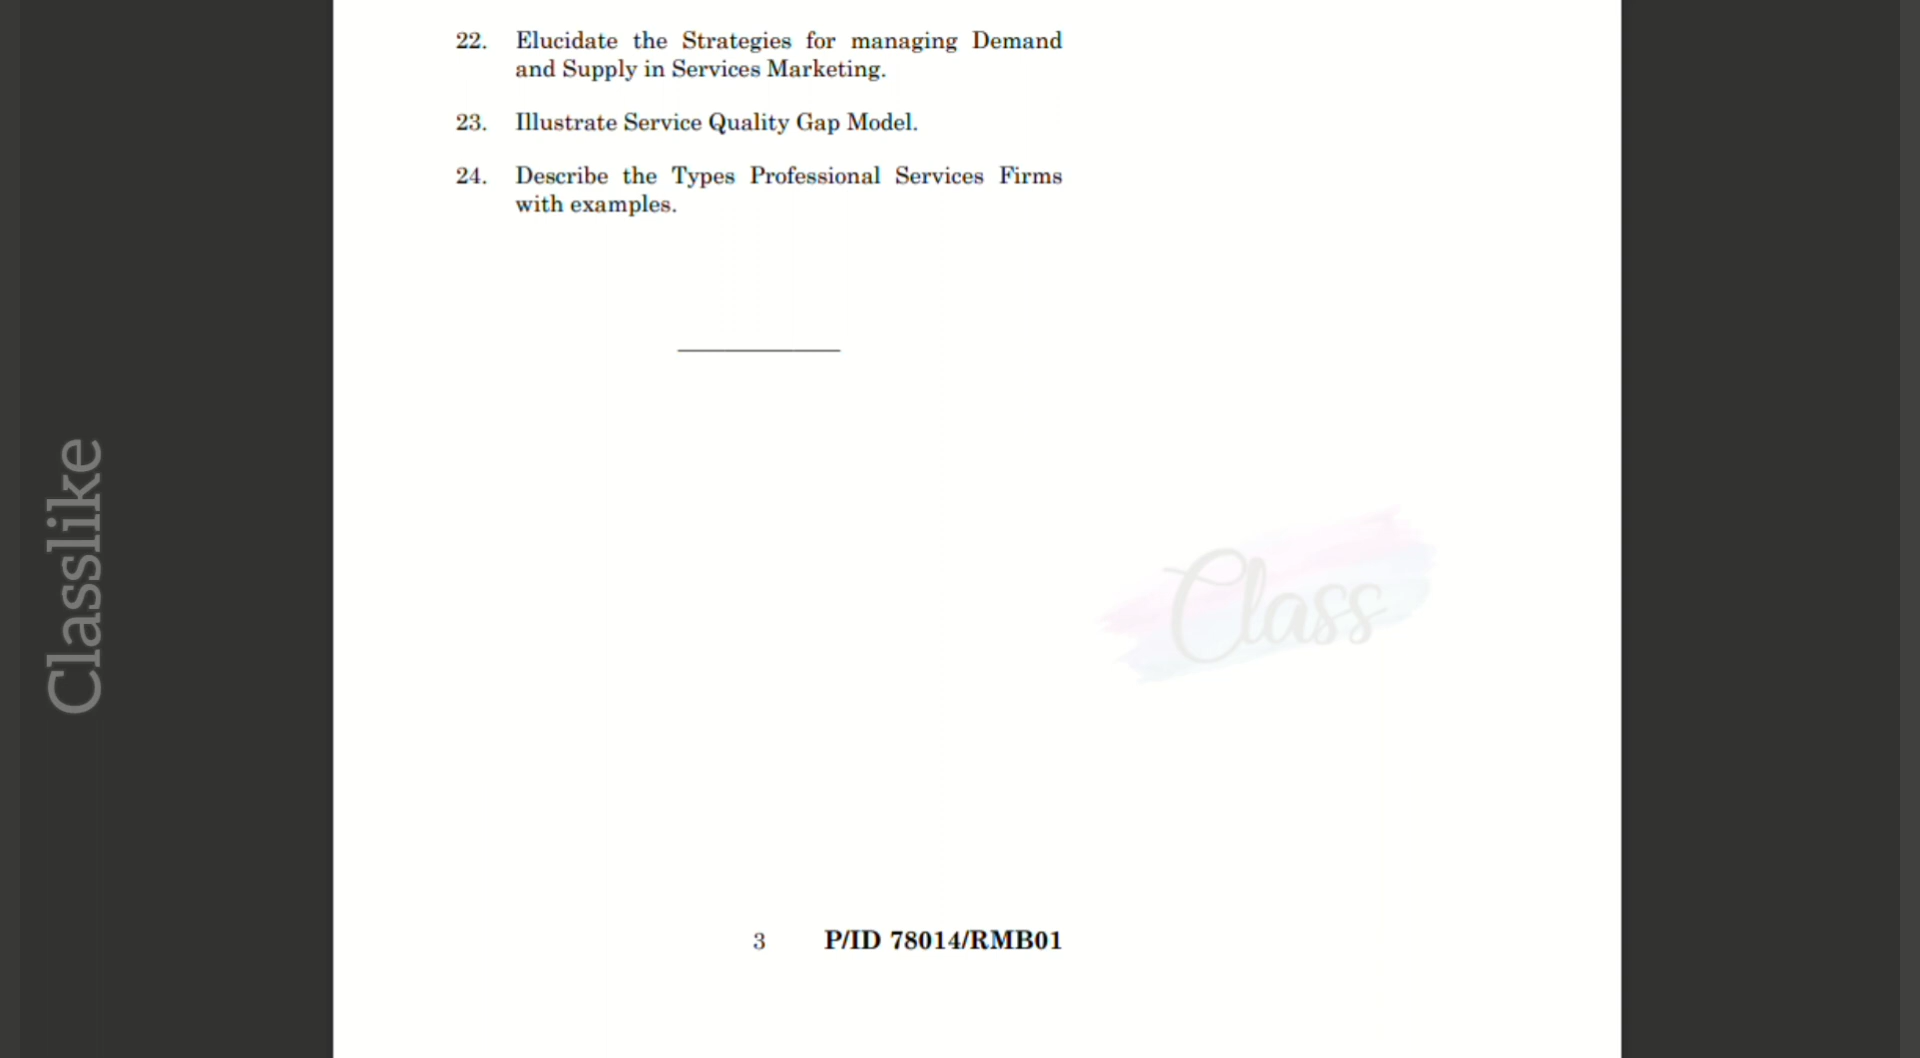 22. Elucidate the Strategies for managing Demand
and Supply in Services Marketing.
23. Illustrate Service Quality Gap Model.
24. Describe the Types Professional Services Firms
with examples.
Classlike
Class
3 P/ID 78014/RMB01